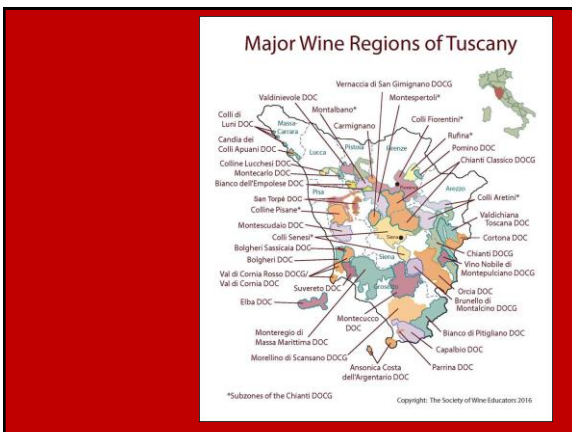 Major Wine Regions of Tuscany
Vernaccia di San Gimignano DOCG
Valdinievole DOC
Montespertoli*
Montalbano*
Colli Fiorentini*
Carmignano
Colli di
Luni DOC
Massa-
Carrara
Rufina*
Pistoia
Firenze
Pomino DOC
Candia dei
Colli Apuani DOC
Lucca
Chianti Classico DOCG
Colline Lucchesi DOC
Montecarlo DOC
Florence
Arezzo
Bianco dell'Empolese DOC
Pisa
Colli Aretini*
San Torpé DOC
Colline Pisane*
Valdichiana
Toscana DOC
Montescudaio DOC
Colli Senesi*
Siena
Cortona DOC
Bolgheri Sassicaia DOC
Siena
Chianti DOCG
Bolgheri DOC
Vino Nobile di
Montepulciano DOCG
Val di Cornia Rosso DOCG/
Val di Cornia DOC
Suvereto DOC
Grosseto
Orcia DOC
Elba DOC
Brunello di
Montalcino DOCG
Montecucco
DOC
Monteregio di
Massa Marittima DOC
Bianco di Pitigliano DOC
Morellino di Scansano DOCG
Capalbio DOC
Ansonica Costa
dell'Argentario DOC
Parrina DOC
*Subzones of the Chianti DOCG
Copyright: The Society of Wine Educators 2016